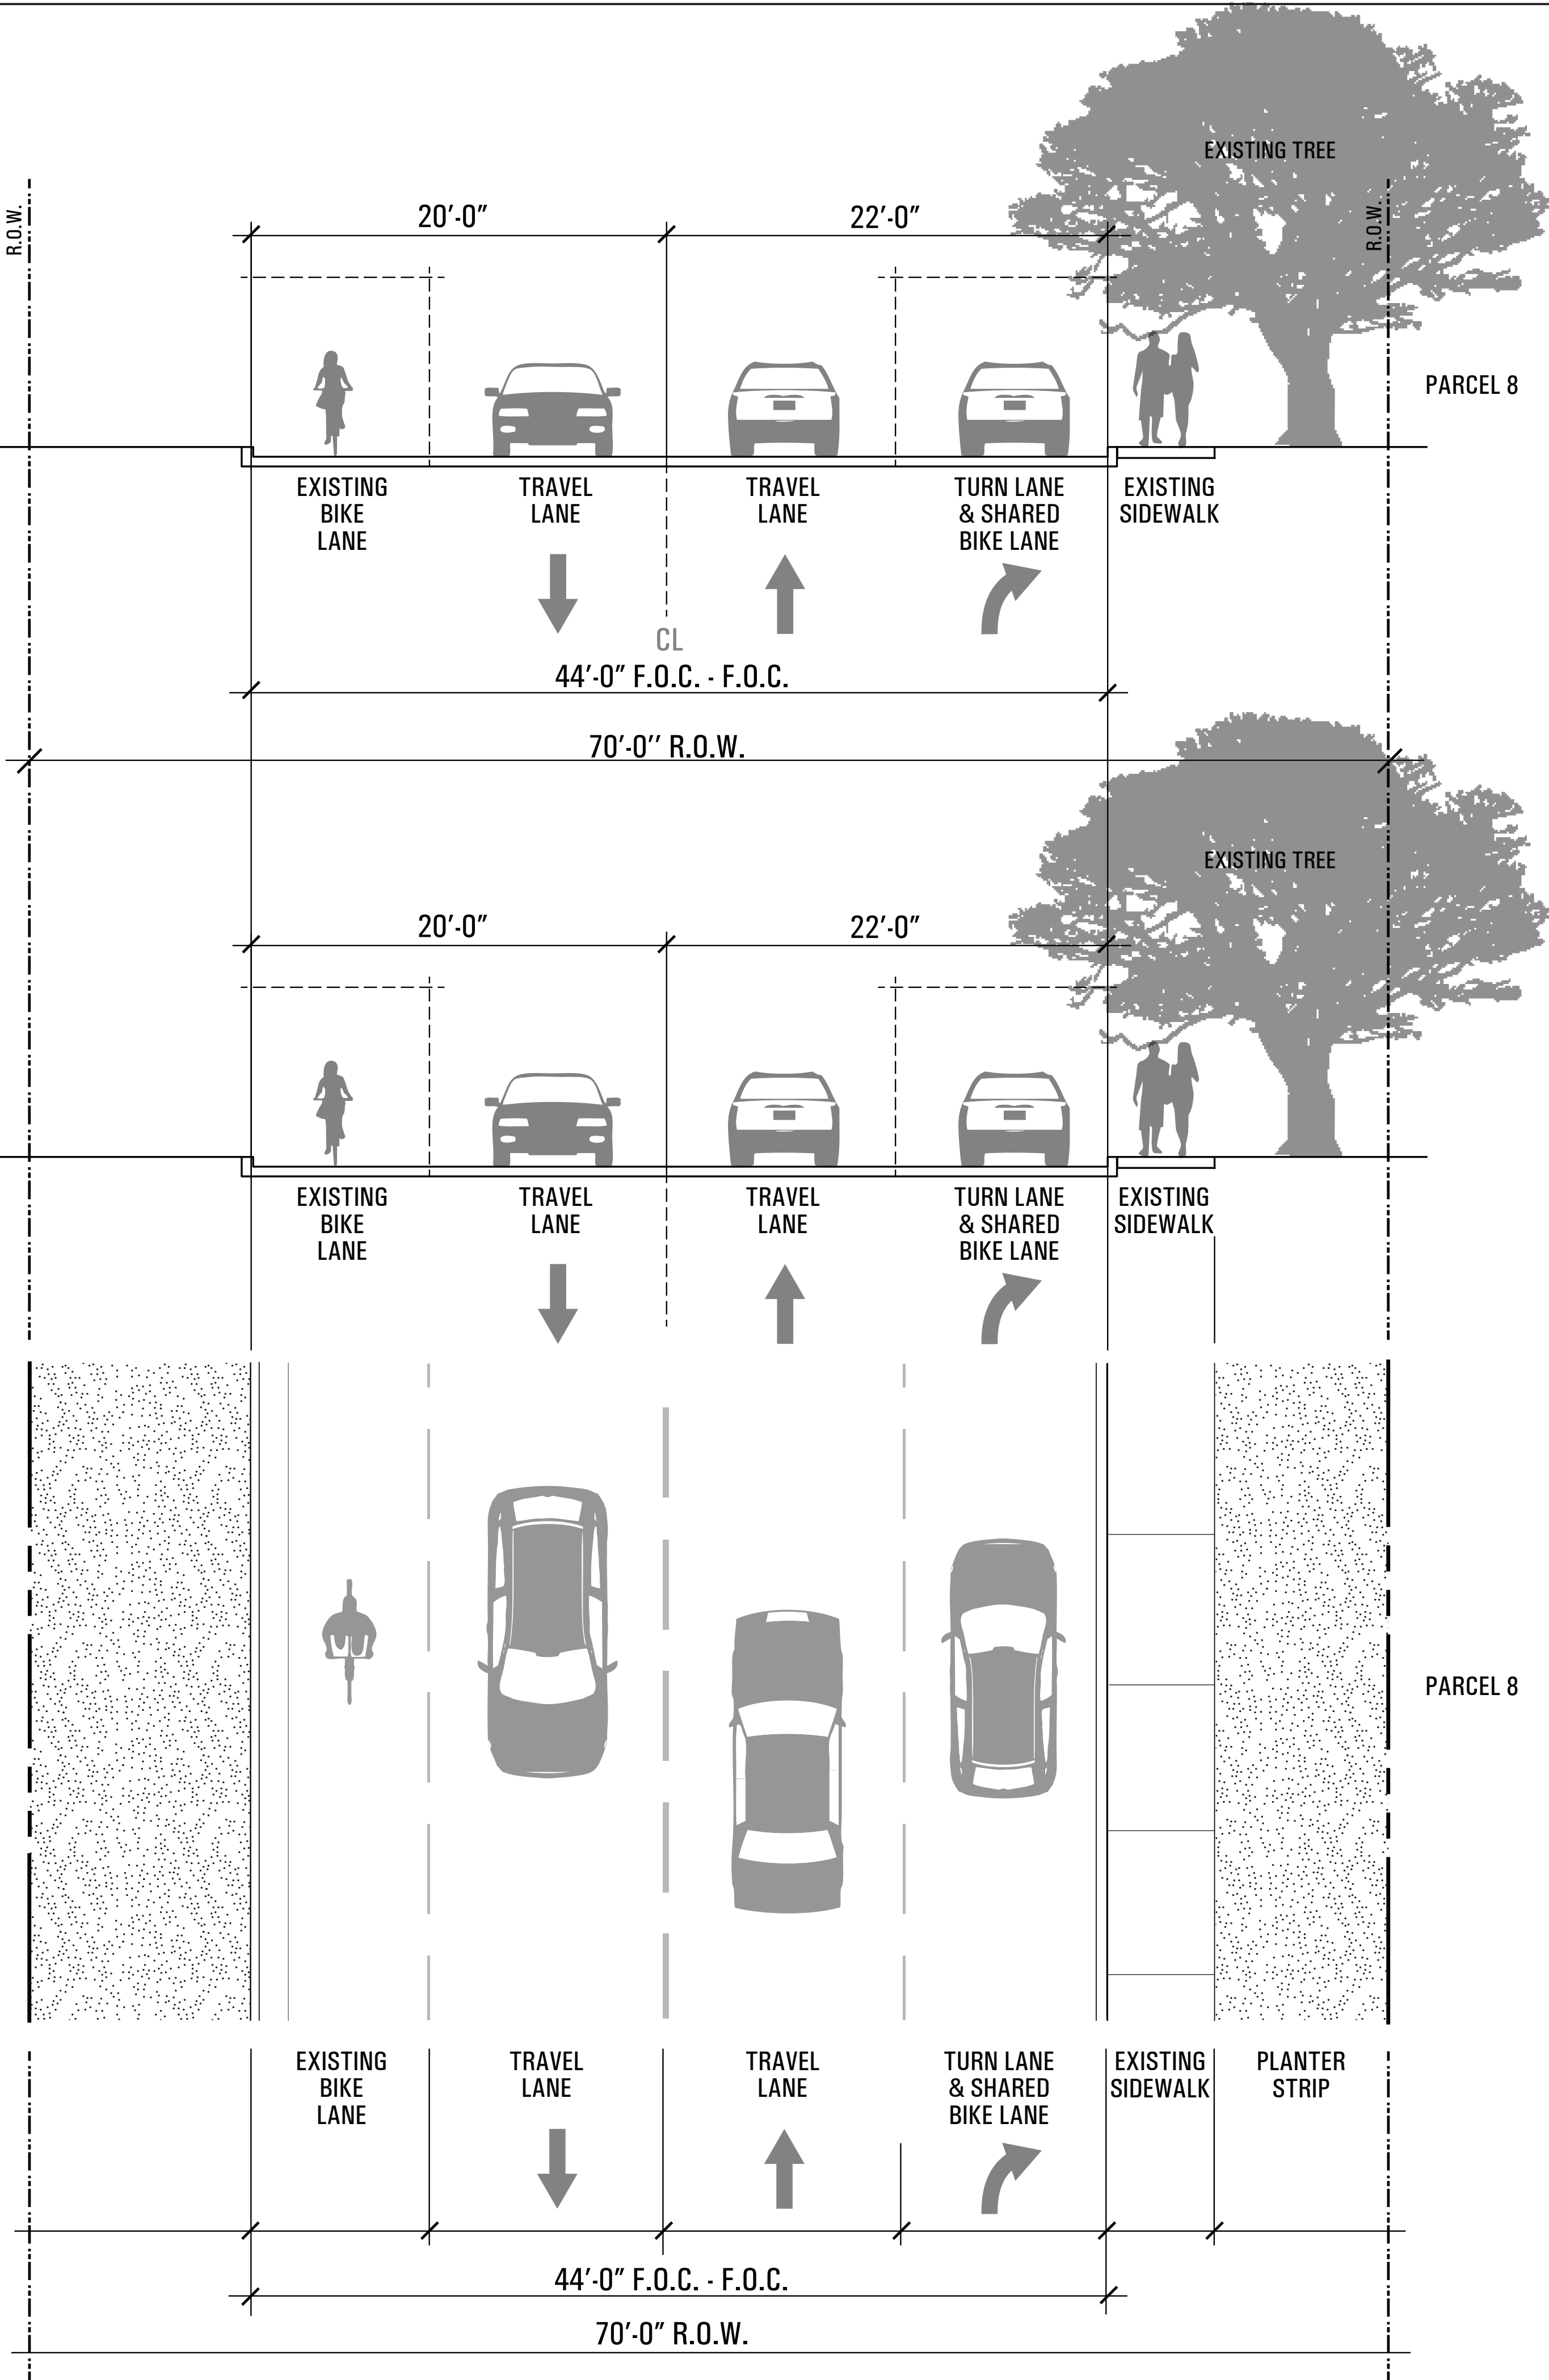 EXISTING TREE
R.O.W.
R.O.W.
20'-0"
22'-0"
PARCEL 8
EXISTING
BIKE
LANE
TRAVEL
LANE
TRAVEL
LANE
TURN LANE
& SHARED
BIKE LANE
EXISTING
SIDEWALK
CL
44'-0" F.O.C. - F.O.C.
70'-0'' R.O.W.
EXISTING TREE
20'-0"
22'-0"
EXISTING
BIKE
LANE
TRAVEL
LANE
TRAVEL
LANE
TURN LANE
& SHARED
BIKE LANE
EXISTING
SIDEWALK
PARCEL 8
EXISTING
BIKE
LANE
TRAVEL
LANE
TRAVEL
LANE
TURN LANE
& SHARED
BIKE LANE
EXISTING
SIDEWALK
PLANTER
STRIP
44'-0" F.O.C. - F.O.C.
70'-0" R.O.W.